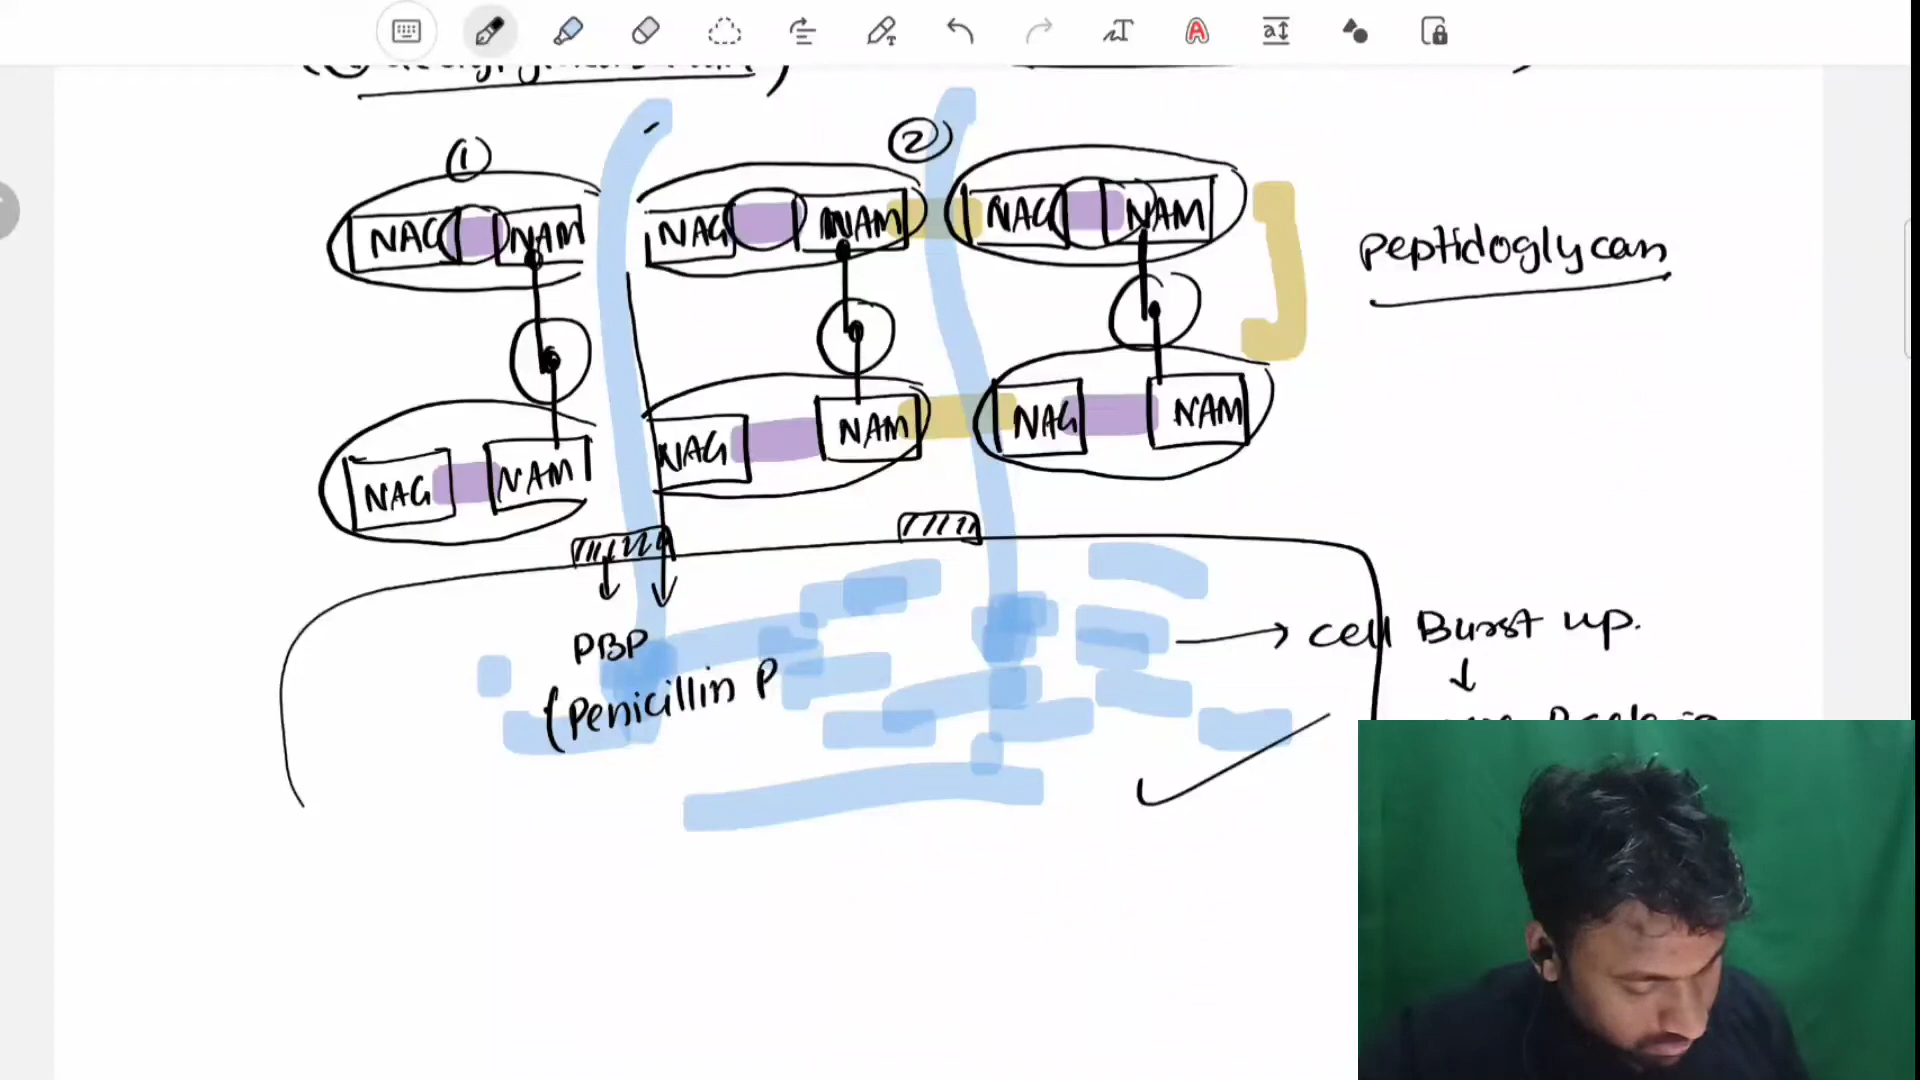 ① ②
NAG NAM NAG NAM NAG NAM
peptidoglycan
NAG NAM NAG NAM NAG NAM
PBP
(Penicillin P
→ cell Burst up.
↓